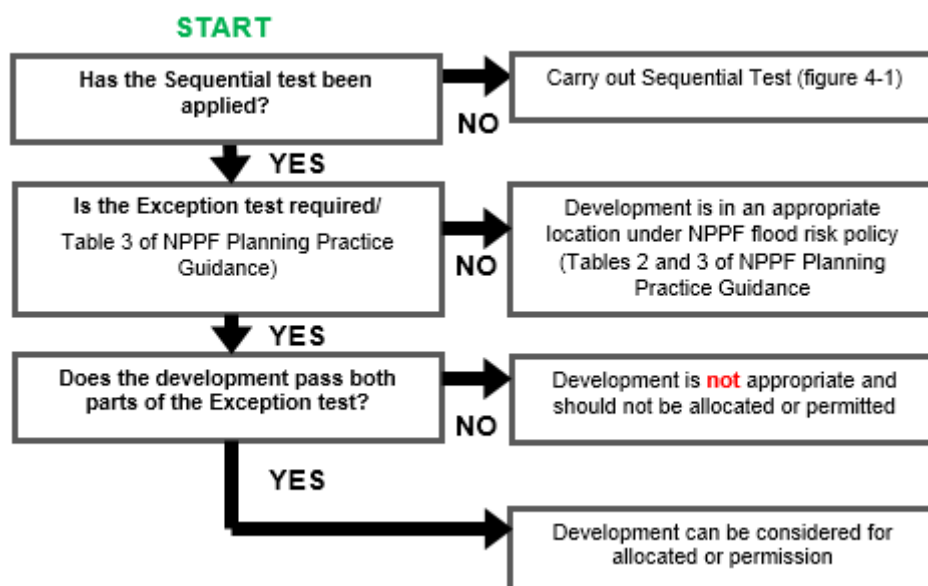 START
Has the Sequential test been
applied?
NO
Carry out Sequential Test (figure 4-1)
YES
Is the Exception test required/
Table 3 of NPPF Planning Practice
Guidance)
NO
Development is in an appropriate
location under NPPF flood risk policy
(Tables 2 and 3 of NPPF Planning
Practice Guidance
YES
Does the development pass both
parts of the Exception test?
NO
Development is not appropriate and
should not be allocated or permitted
YES
Development can be considered for
allocated or permission